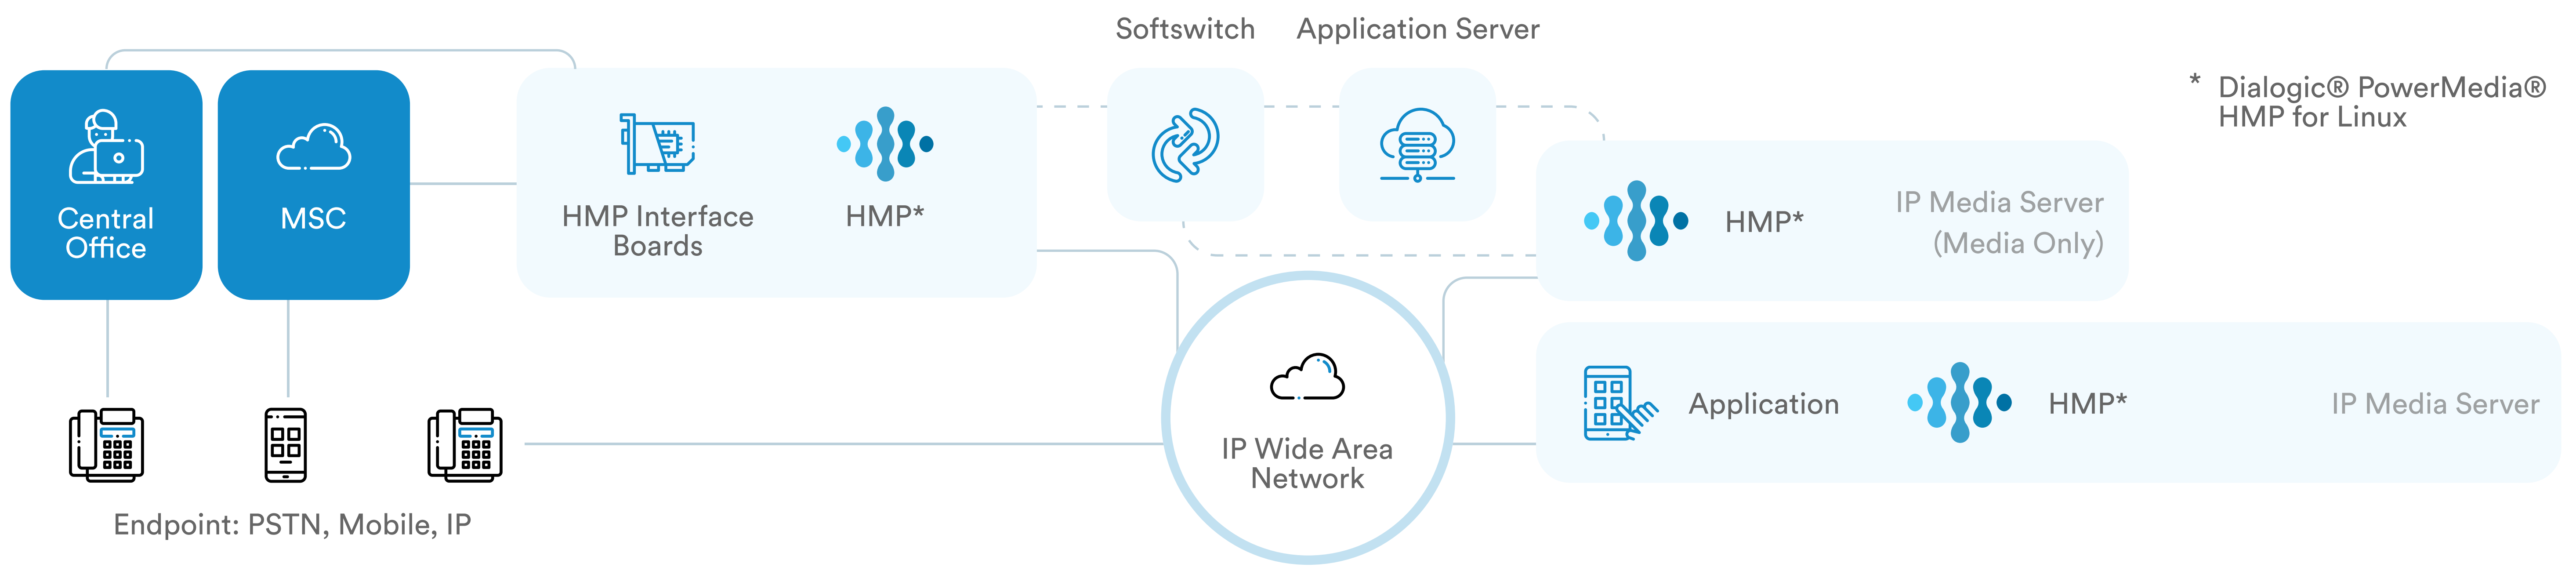 Softswitch
Application Server
* Dialogic® PowerMedia®
HMP for Linux
Central
Office
MSC
HMP Interface
Boards
HMP*
HMP*
IP Media Server
(Media Only)
Application
HMP*
IP Media Server
IP Wide Area
Network
Endpoint: PSTN, Mobile, IP